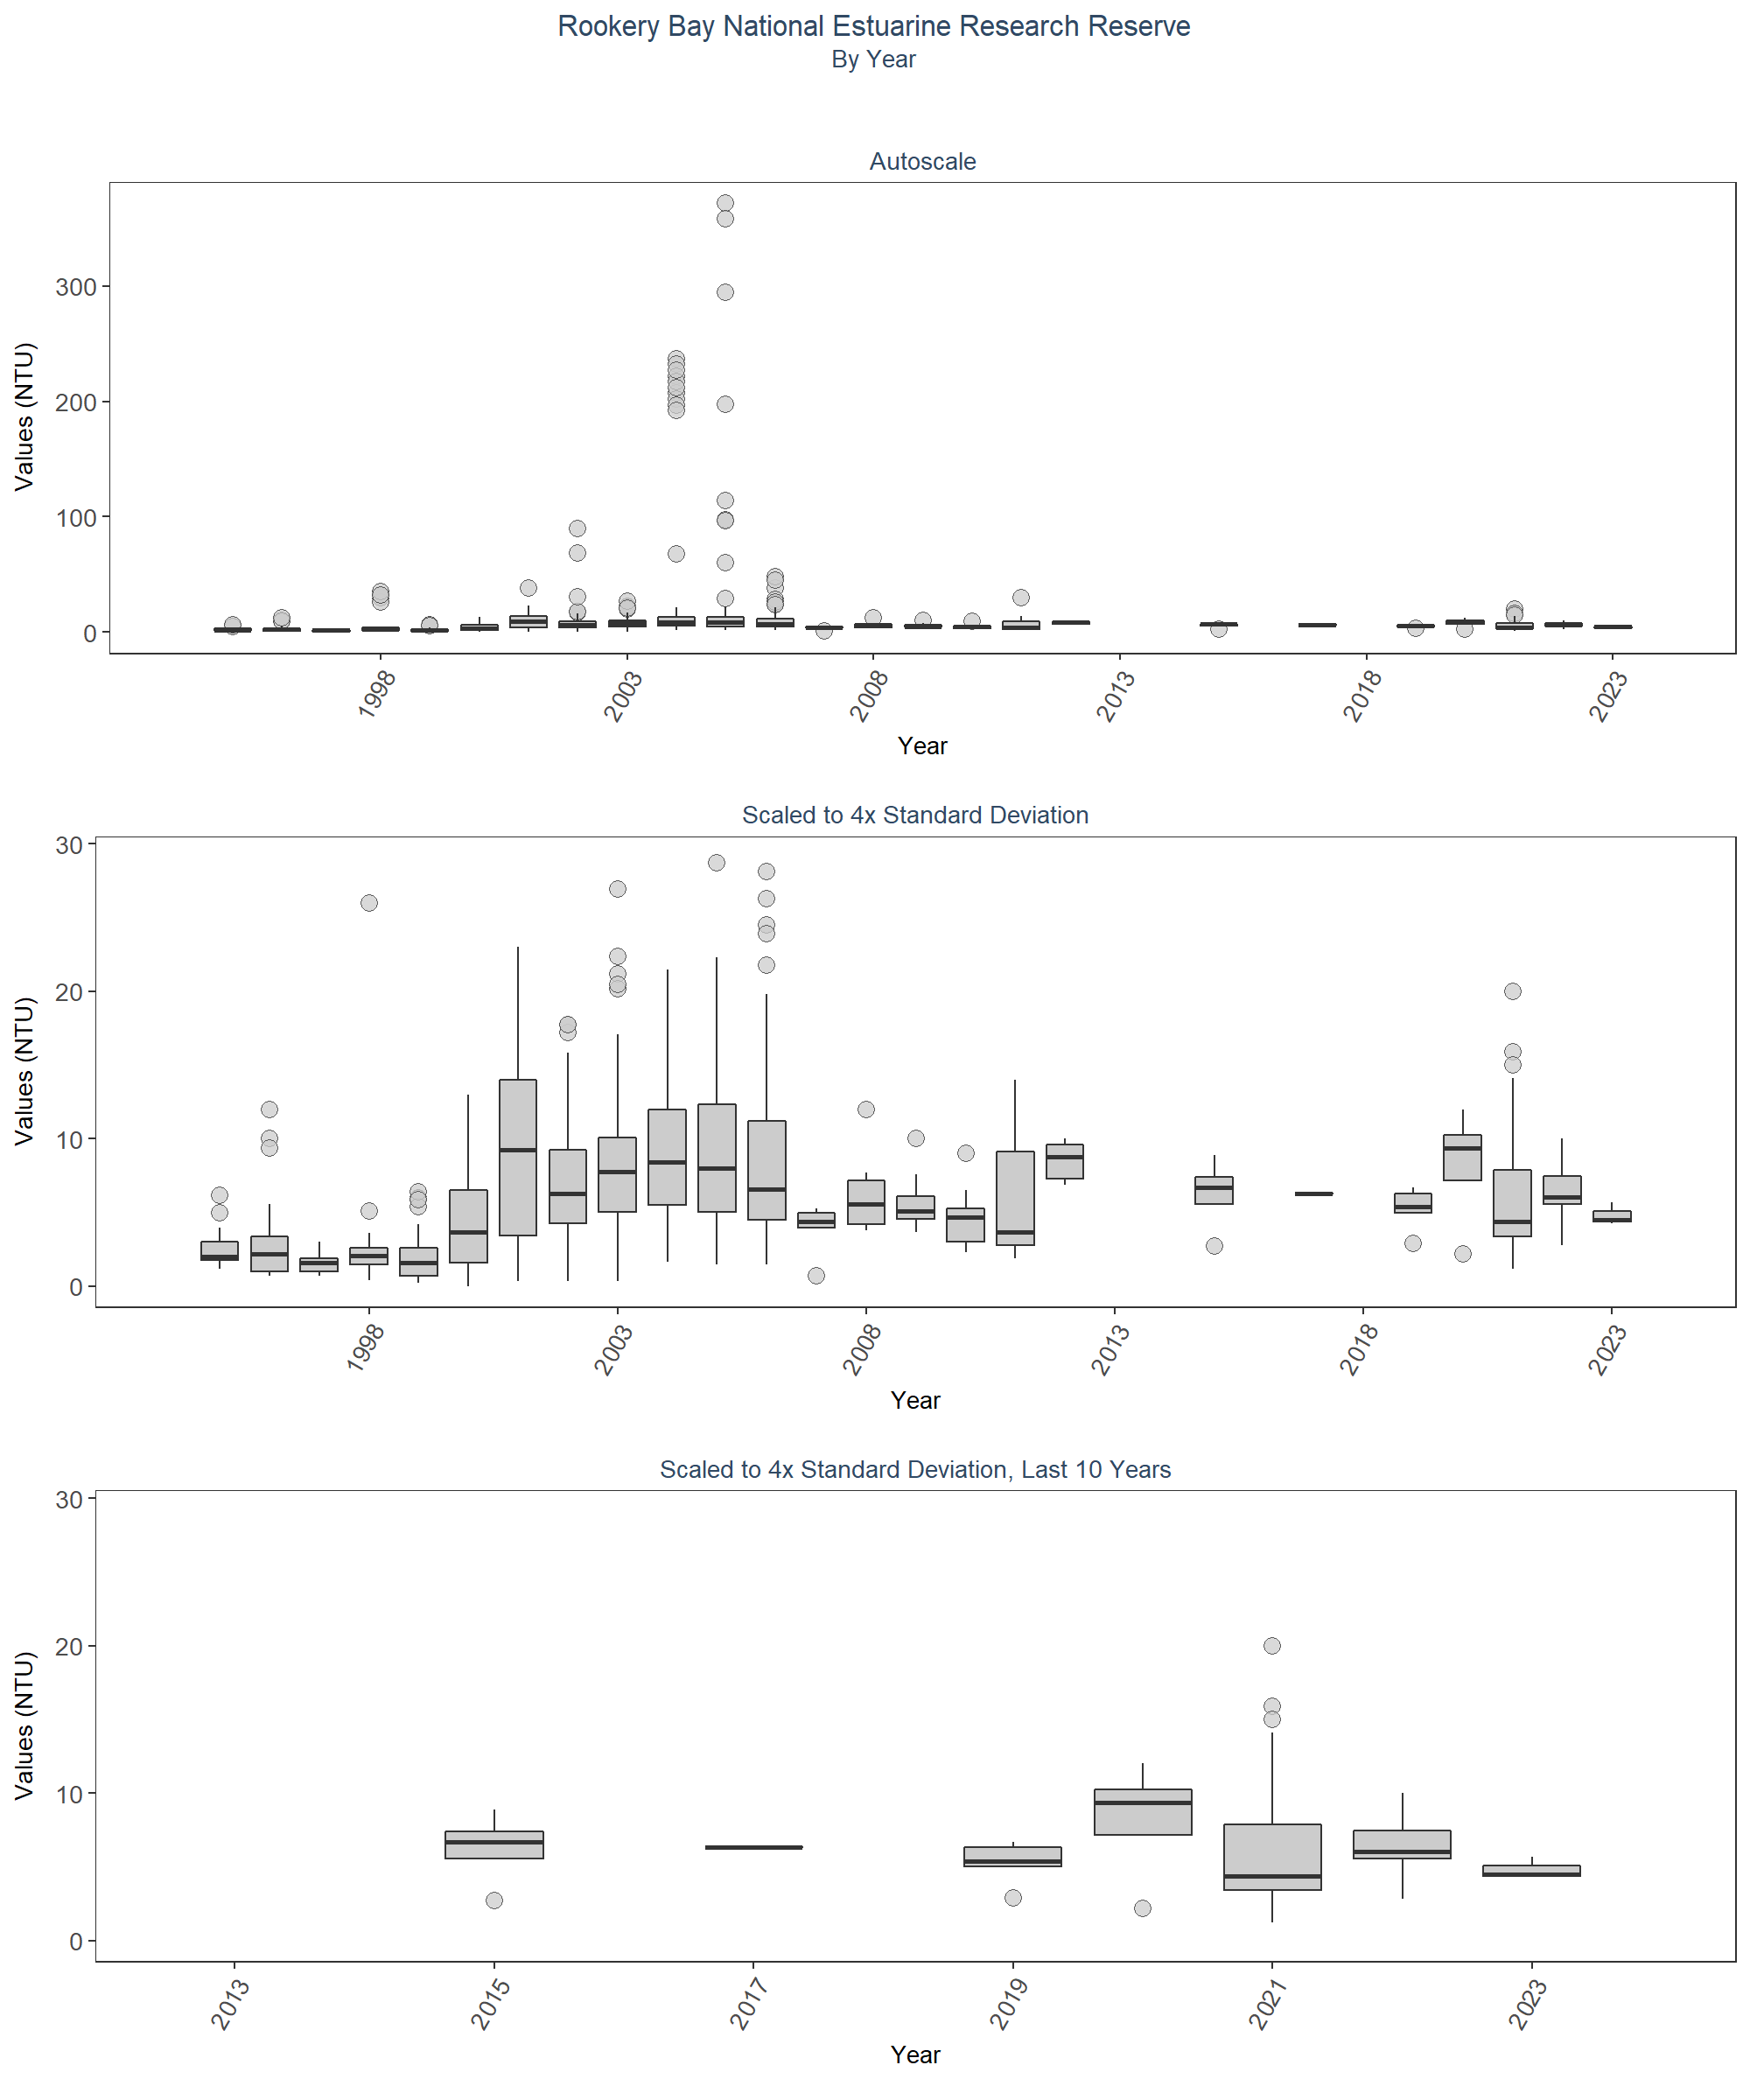 Rookery Bay National Estuarine Research Reserve
By Year
Autoscale
Values (NTU)
300
200
100
0
1998
2003
2008
2013
2018
2023
Year
Scaled to 4x Standard Deviation
Values (NTU)
30
20
10
0
1998
2003
2008
2013
2018
2023
Year
Scaled to 4x Standard Deviation, Last 10 Years
Values (NTU)
30
20
10
0
2013
2015
2017
2019
2021
2023
Year